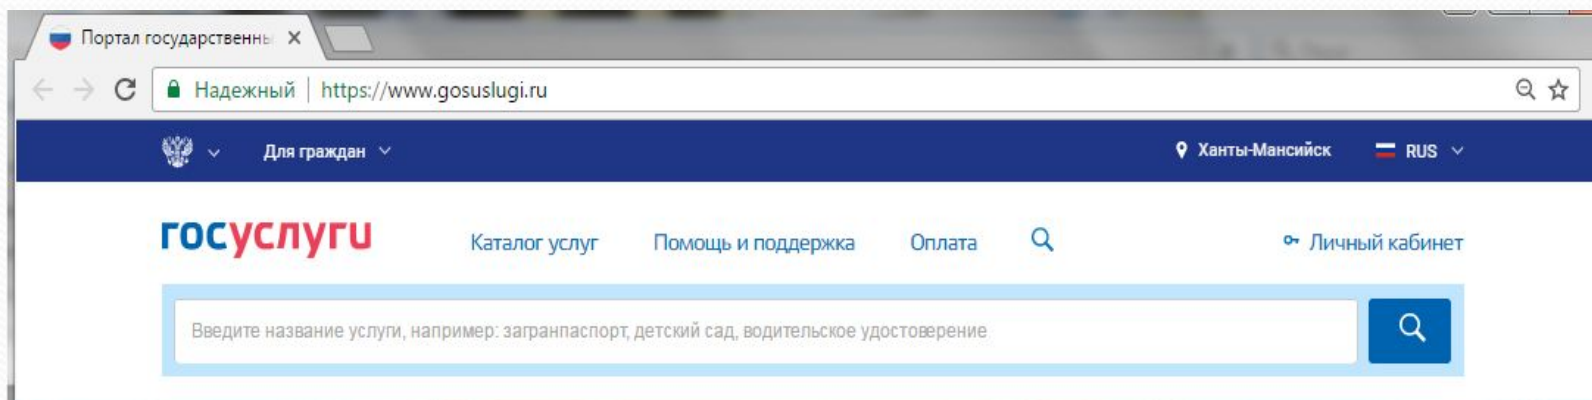 Портал государственны
Надежный | https://www.gosuslugi.ru
Для граждан Ханты-Мансийск RUS
госуслуги Каталог услуг Помощь и поддержка Оплата Личный кабинет
Введите название услуги, например: загранпаспорт, детский сад, водительское удостоверение